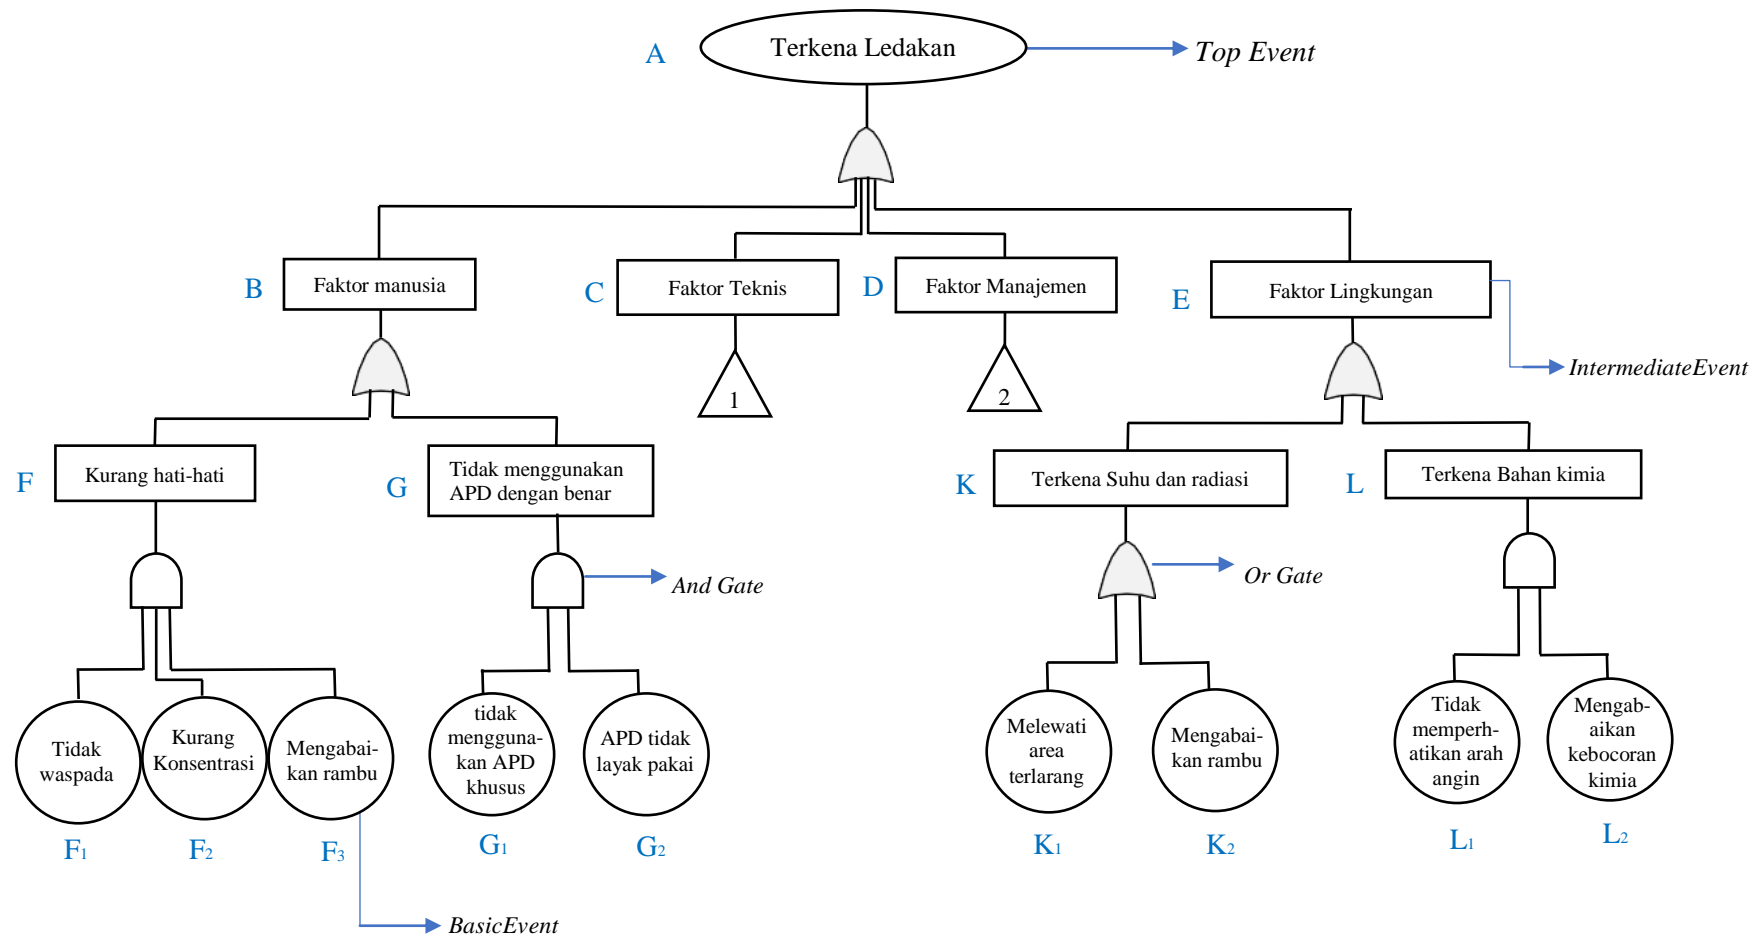 A
Terkena Ledakan
Top Event
B
Faktor manusia
C
Faktor Teknis
D
Faktor Manajemen
E
Faktor Lingkungan
IntermediateEvent
1
2
F
Kurang hati-hati
G
Tidak menggunakan
APD dengan benar
K
Terkena Suhu dan radiasi
L
Terkena Bahan kimia
And Gate
Or Gate
Tidak
waspada
Kurang
Konsentrasi
Mengabai-
kan rambu
tidak
mengguna-
kan APD
khusus
APD tidak
layak pakai
Melewati
area
terlarang
Mengabai-
kan rambu
Tidak
memperh-
atikan arah
angin
Mengab-
aikan
kebocoran
kimia
F1
F2
F3
G1
G2
K1
K2
L1
L2
BasicEvent